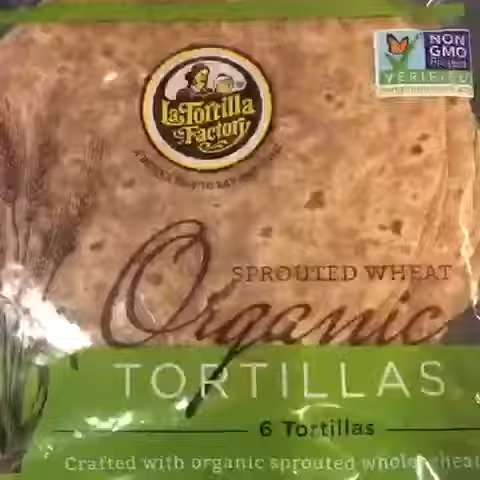 NON
GMO
Project
VERIFIED
La Tortilla
Factory
SPROUTED WHEAT
Organic
TORTILLAS
6 Tortillas
Crafted with organic sprouted whole wheat